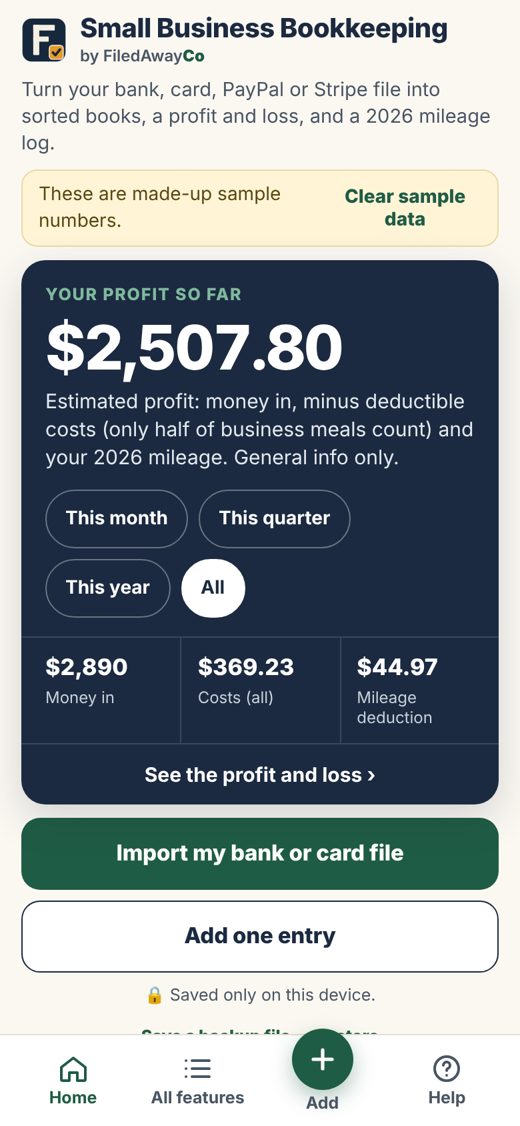 F
Small Business Bookkeeping
by FiledAwayCo
Turn your bank, card, PayPal or Stripe file into
sorted books, a profit and loss, and a 2026 mileage
log.
These are made-up sample
numbers.
Clear sample
data
YOUR PROFIT SO FAR
$2,507.80
Estimated profit: money in, minus deductible
costs (only half of business meals count) and
your 2026 mileage. General info only.
This month
This quarter
This year
All
$2,890
Money in
$369.23
Costs (all)
$44.97
Mileage
deduction
See the profit and loss ›
Import my bank or card file
Add one entry
🔒 Saved only on this device.
Save a backup file
Home
All features
Add
Help